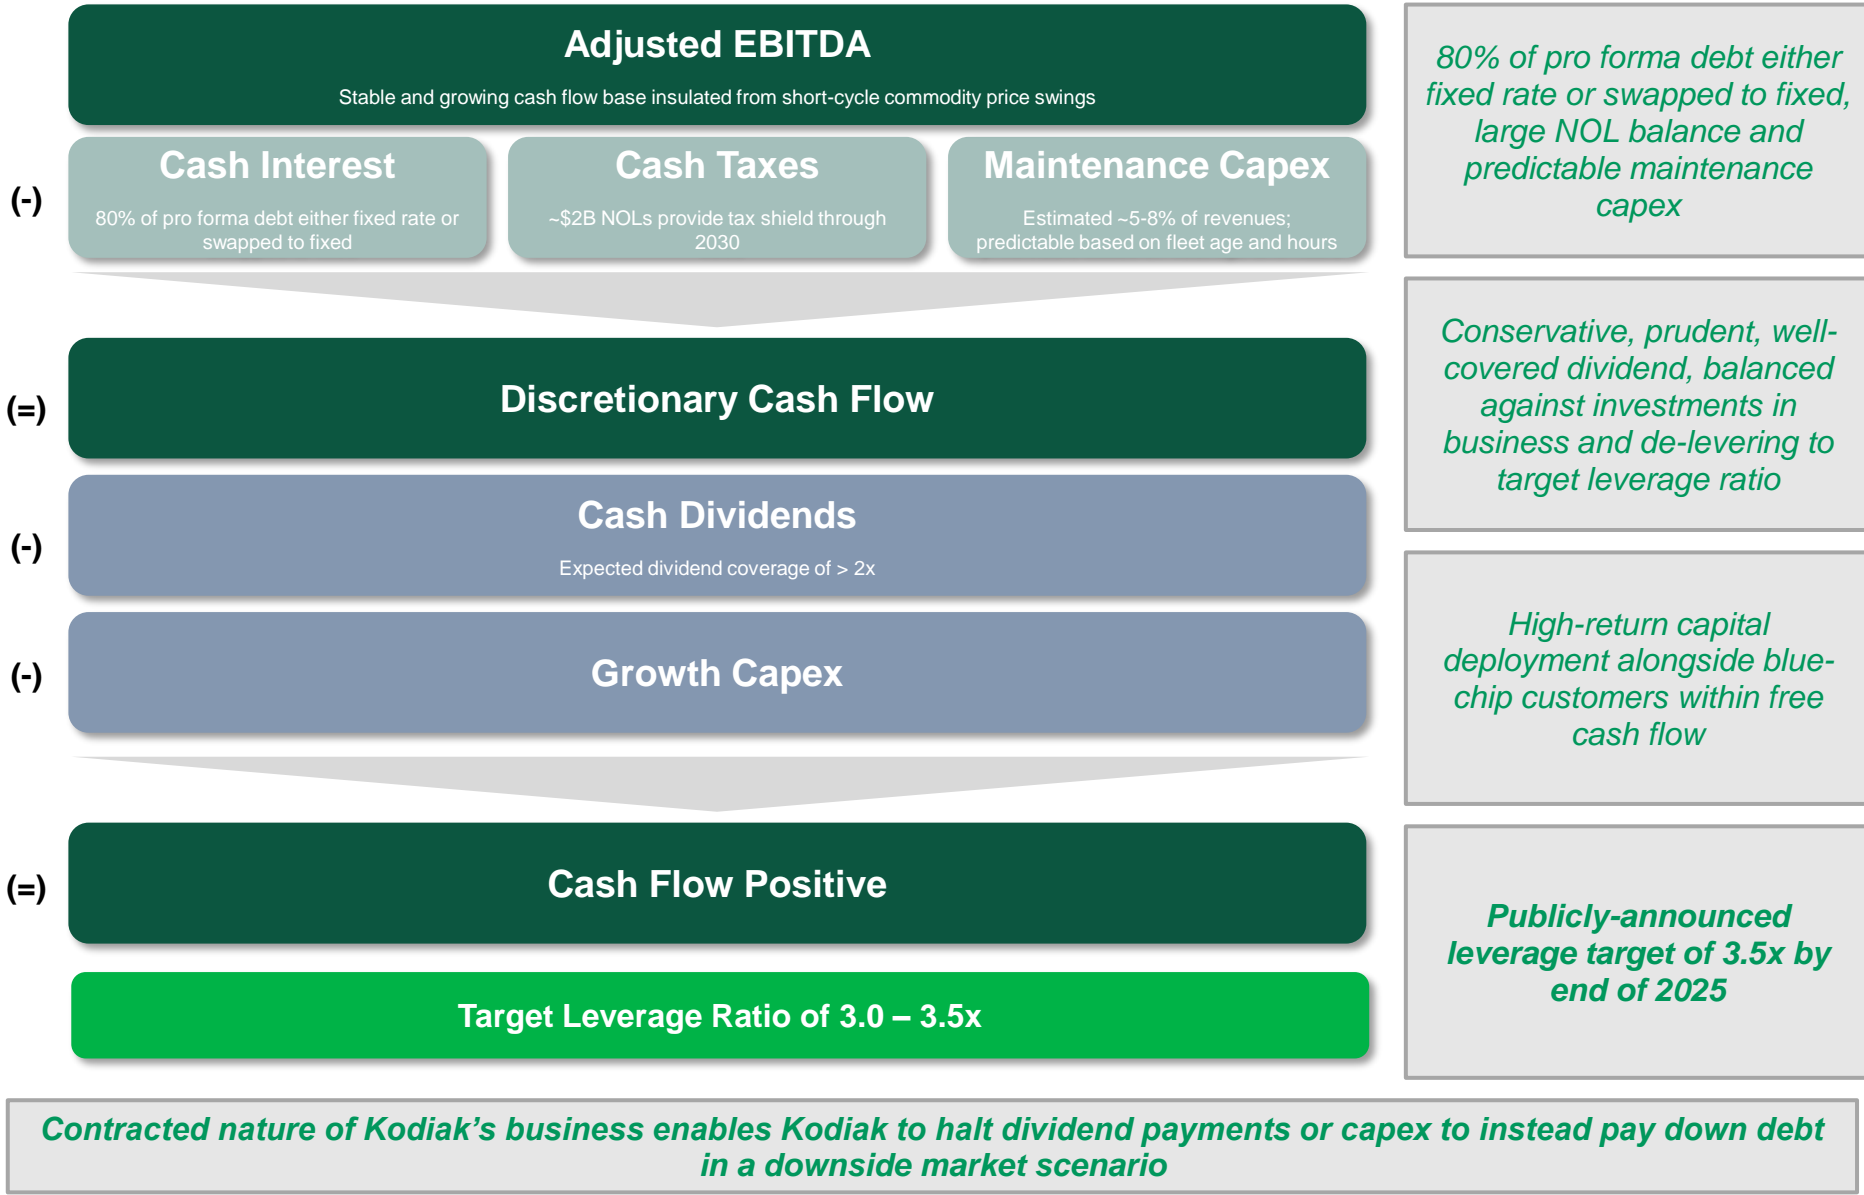 Adjusted EBITDA
Stable and growing cash flow base insulated from short-cycle commodity price swings
(-)
Cash Interest
80% of pro forma debt either fixed rate or
swapped to fixed
Cash Taxes
~$2B NOLs provide tax shield through
2030
Maintenance Capex
Estimated ~5-8% of revenues;
predictable based on fleet age and hours
80% of pro forma debt either
fixed rate or swapped to fixed,
large NOL balance and
predictable maintenance
capex
(=)
Discretionary Cash Flow
Conservative, prudent, well-
covered dividend, balanced
against investments in
business and de-levering to
target leverage ratio
(-)
Cash Dividends
Expected dividend coverage of > 2x
(-)
Growth Capex
High-return capital
deployment alongside blue-
chip customers within free
cash flow
(=)
Cash Flow Positive
Target Leverage Ratio of 3.0 – 3.5x
Publicly-announced
leverage target of 3.5x by
end of 2025
Contracted nature of Kodiak’s business enables Kodiak to halt dividend payments or capex to instead pay down debt
in a downside market scenario